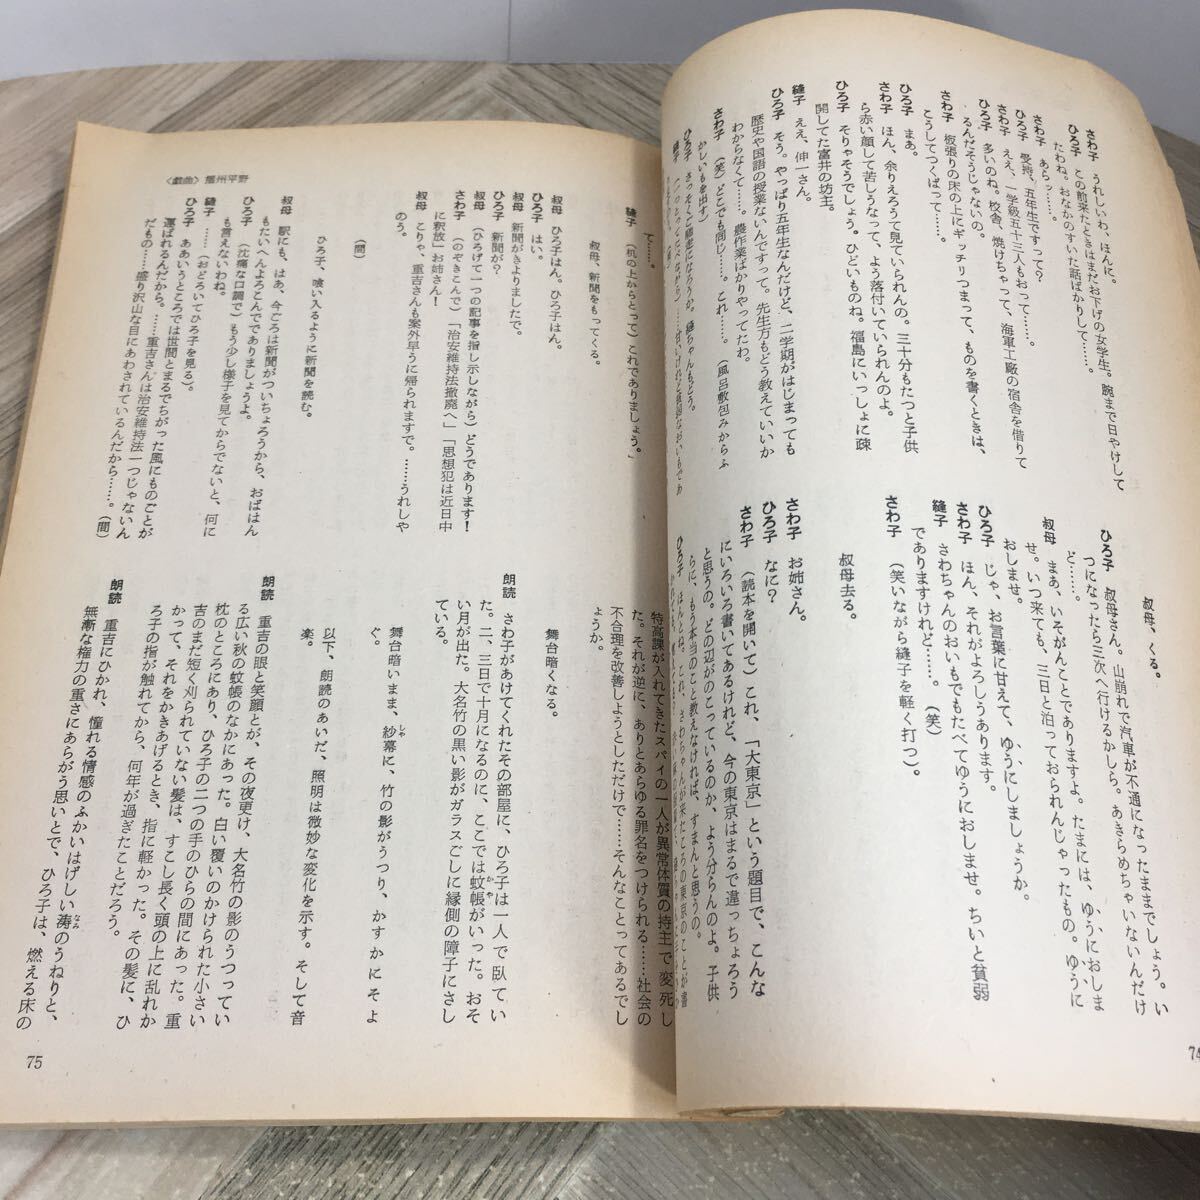 さわ子　うれしいわ、ほんに。
ひろ子　この前来たときはまだお下げの女学生。腕まで日やけして
たわね。おなかのすいた話ばかりして……。
さわ子　あらッ……。
ひろ子　受持、五年生ですって？
さわ子　ええ、一学級五十三人もおって……。
ひろ子　多いのね。校舎、焼けちゃって、海軍工廠の宿舎を借りて
るんだそうじゃないの。
さわ子　板張りの床の上にギッチリつまって、ものを書くときは、
こうしてつくばって……。
ひろ子　まあ。
さわ子　ほん、余りえろうて見ていられんの。三十分もたつと子供
ら赤い顔して苦しうなって、よう落付いていられんのよ。
ひろ子　そりゃそうでしょう。ひどいものね。福島にいっしょに疎
開してた富井の坊主。
縫子　ええ、伸一さん。
ひろ子　そう。やっぱり五年生なんだけど、二学期がはじまっても
歴史や国語の授業ないんですって。先生方もどう教えていいか
わからなくて……。農作業ばかりやってたわ。
さわ子　（笑）どこでも同じ……。これ……。（風呂敷包みからふ
かしいもを出す）
叔母、くる。
ひろ子　叔母さん。山崩れで汽車が不通になったままでしょう。い
つになったら三次へ行けるかしら。あきらめちゃいないんだけ
ど……。
叔母　まあ、いそがんことでありますよ。たまには、ゆうにおしま
せ。いつ来ても、三日と泊っておられんじゃったもの。ゆうに
おしませ。
ひろ子　じゃ、お言葉に甘えて、ゆうにしましょうか。
さわ子　ほん、それがよろしうあります。
縫子　さわちゃんのおいもでもたべてゆうにおしませ。ちいと貧弱
でありますけれど……。（笑）
さわ子　（笑いながら縫子を軽く打つ）。
叔母去る。
さわ子　お姉さん。
ひろ子　なに？
さわ子　（読本を開いて）これ、「大東京」という題目で、こんな
にいろいろ書いてあるけれど、今の東京はまるで違っちょろう
と思うの。どの辺がのこっているのか、よう分らんのよ。子供
らに、もう本当のこと教えなければ、すまんと思うの。
74
〈戯曲〉播州平野
縫子　（机の上からとって）これでありましょう。」
叔母、新聞をもってくる。
叔母　ひろ子はん。ひろ子はん。
ひろ子　はい。
叔母　新聞がきよりましたで。
ひろ子　新聞が？
叔母　（ひろげて一つの記事を指し示しながら）どうであります！
さわ子　（のぞきこんで）「治安維持法撤廃へ」「思想犯は近日中
に釈放」お姉さん！
叔母　こりゃ、重吉さんも案外早うに帰られますで。……うれしや
のう。
（間）
ひろ子、喰い入るように新聞を読む。
叔母　駅にも、はあ、今ごろは新聞がついちょろうから、おばはん
もたいへんよろこんででありましょうよ。
ひろ子　（沈痛な口調で）もう少し様子を見てからでないと、何に
も言えないわね。
縫子　……（おどろいてひろ子を見る）。
ひろ子　ああいうところでは世間とまるでちがった風にものごとが
運ばれるんだから。……重吉さんは治安維持法一つじゃないん
だもの……盛り沢山な目にあわされているんだから……。（間）
特高課が入れてきたスパイの一人が異常体質の持主で変死し
た。それが逆に、ありとあらゆる罪名をつけられる……社会の
不合理を改善しようとしただけで……そんなことってあるでし
ょうか。
舞台暗くなる。
朗読　さわ子があけてくれたその部屋に、ひろ子は一人で臥てい
た。二、三日で十月になるのに、ここでは蚊帳（かや）がいった。おそ
い月が出た。大名竹の黒い影がガラスごしに縁側の障子にさし
ている。
舞台暗いまま、紗（しゃ）幕に、竹の影がうつり、かすかにそよ
ぐ。
以下、朗読のあいだ、照明は微妙な変化を示す。そして音
楽。
朗読　重吉の眼と笑顔とが、その夜更け、大名竹の影のうつってい
る広い秋の蚊帳のなかにあった。白い覆いのかけられた小さい
枕のところにあり、ひろ子の二つの手のひらの間にあった。重
吉のまだ短く刈られていない髪は、すこし長く頭の上に乱れか
かって、それをかきあげるとき、指に軽かった。その髪に、ひ
ろ子の指が触れてから、何年が過ぎたことだろう。
朗読　重吉にひかれ、憧れる情感のふかいはげしい涛（なみ）のうねりと、
無漸な権力の重さにあらがう思いとで、ひろ子は、燃える床の
75